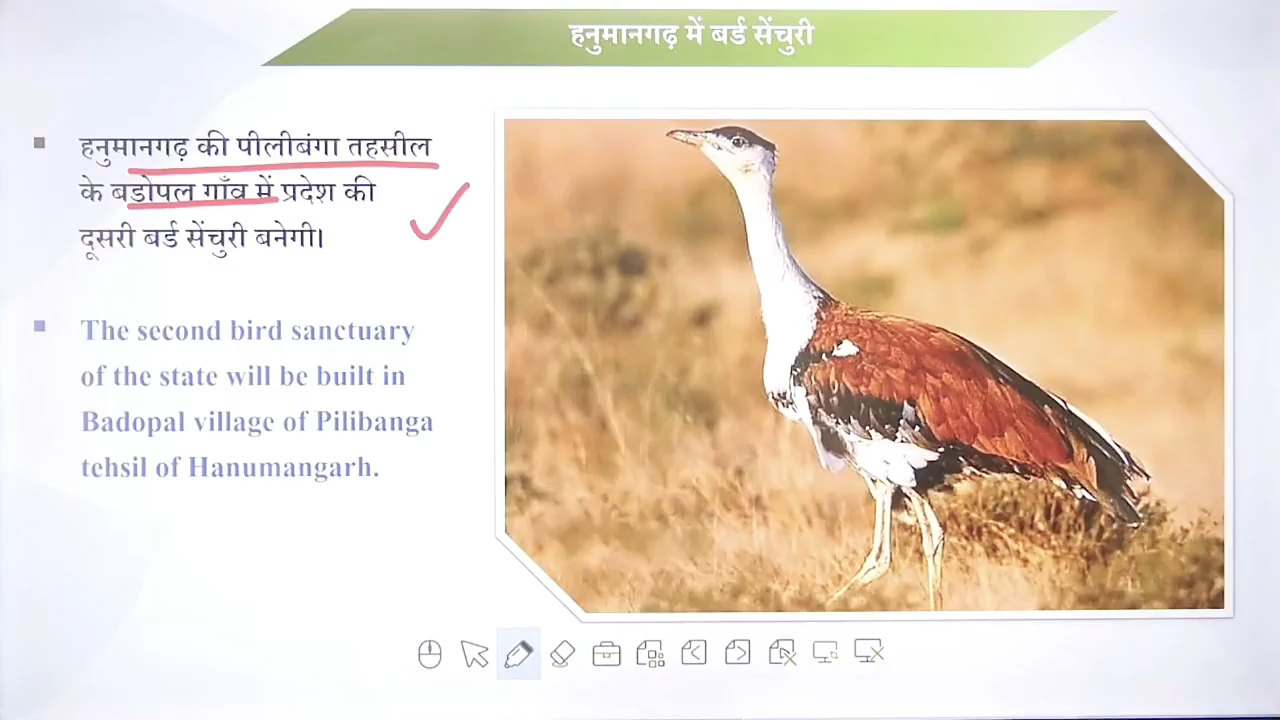 हनुमानगढ़ में बर्ड सेंचुरी
हनुमानगढ़ की पीलीबंगा तहसील
के बडोपल गाँव में प्रदेश की
दूसरी बर्ड सेंचुरी बनेगी।
The second bird sanctuary
of the state will be built in
Badopal village of Pilibanga
tehsil of Hanumangarh.